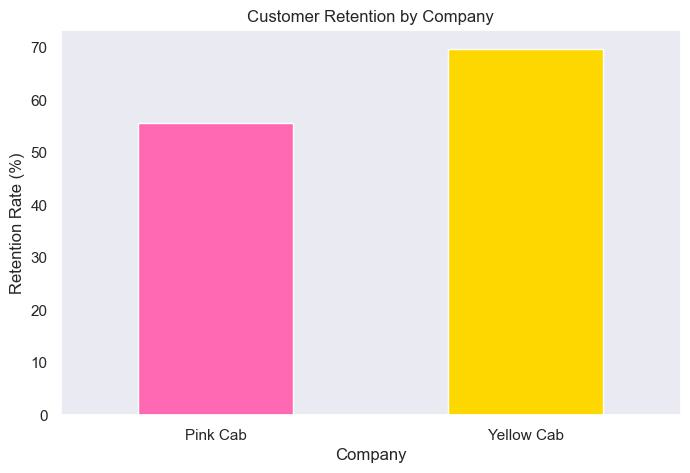 Customer Retention by Company
Retention Rate (%)
70
60
50
40
30
20
10
0
Pink Cab
Yellow Cab
Company